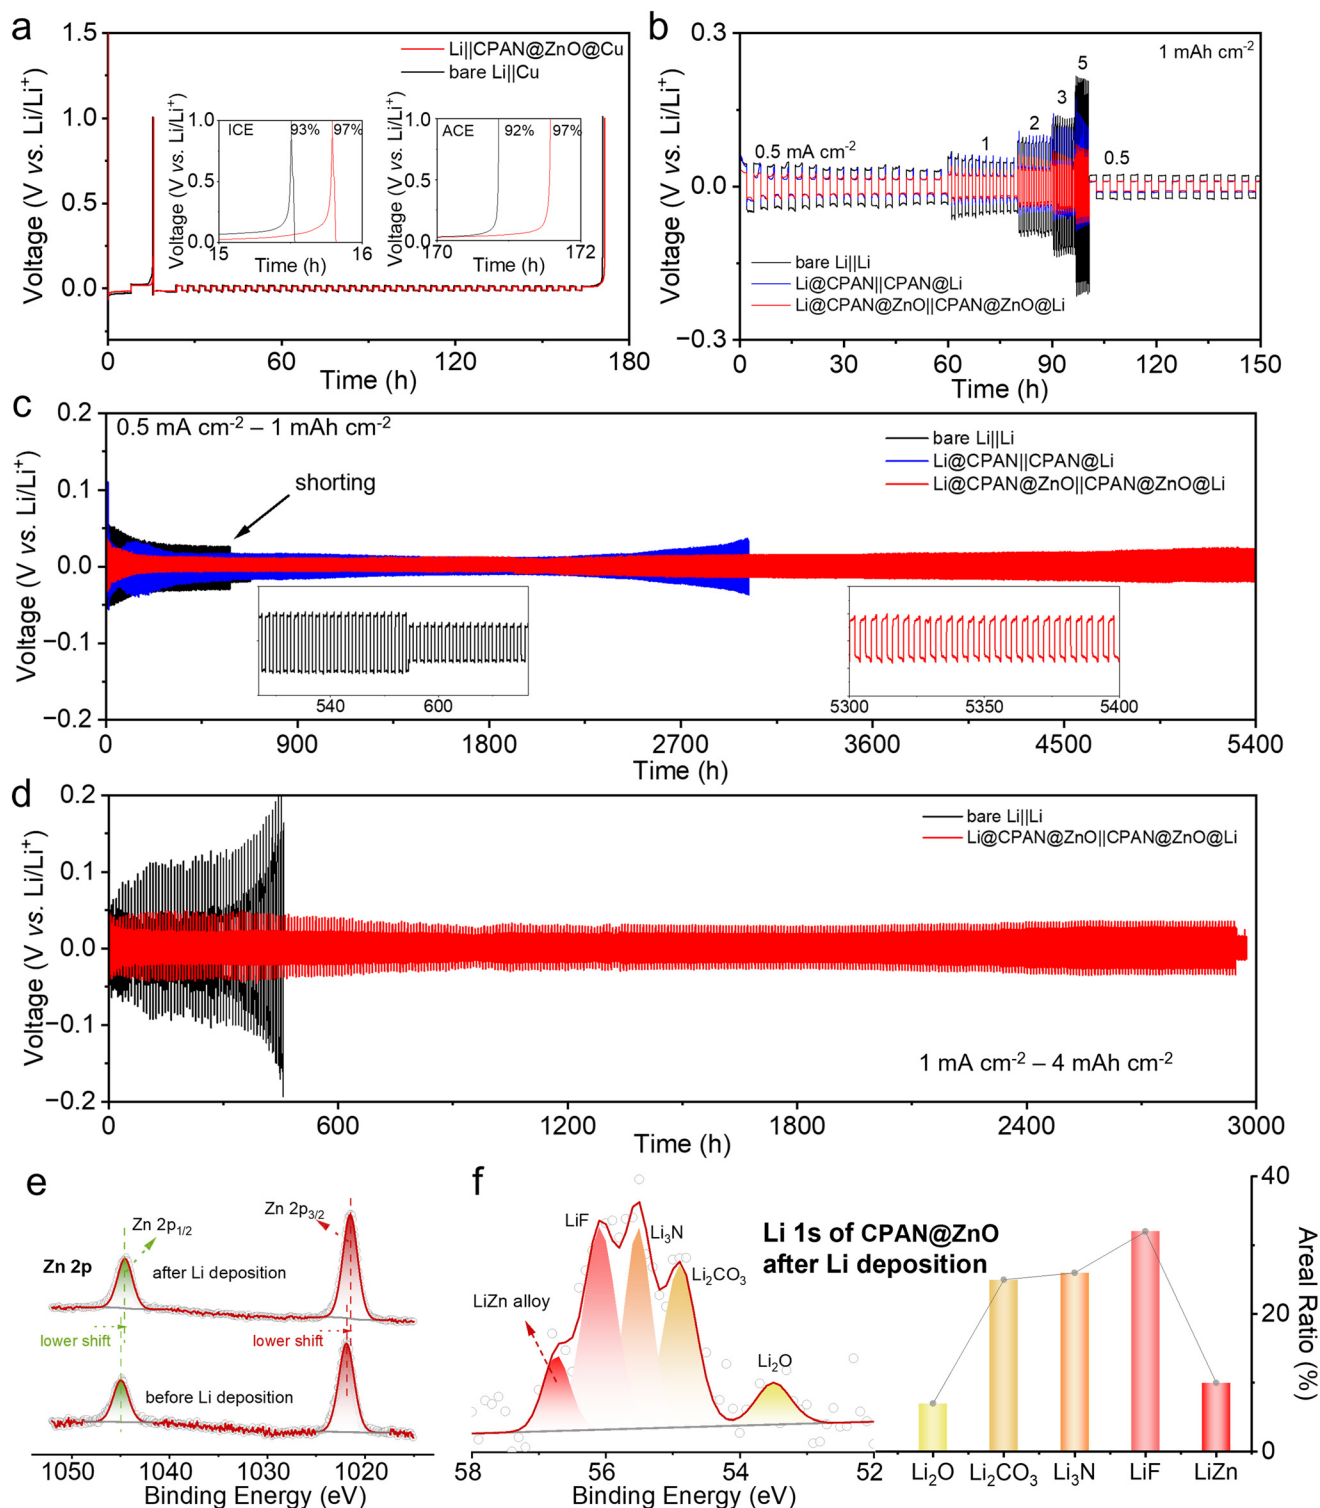 a
1.5
1.0
0.5
0.0
Voltage (V vs. Li/Li⁺)
Li||CPAN@ZnO@Cu
bare Li||Cu
ICE 93% 97%
1.0
0.5
0.0
Voltage (V vs. Li/Li⁺)
15 16
Time (h)
ACE 92% 97%
1.0
0.5
0.0
Voltage (V vs. Li/Li⁺)
170 172
Time (h)
0 60 120 180
Time (h)
b
0.3
0.0
−0.3
Voltage (V vs. Li/Li⁺)
1 mAh cm⁻²
0.5 mA cm⁻² 1 2 3 5 0.5
bare Li||Li
Li@CPAN||CPAN@Li
Li@CPAN@ZnO||CPAN@ZnO@Li
0 30 60 90 120 150
Time (h)
c
0.2
0.1
0.0
−0.1
−0.2
Voltage (V vs. Li/Li⁺)
0.5 mA cm⁻² – 1 mAh cm⁻²
shorting
bare Li||Li
Li@CPAN||CPAN@Li
Li@CPAN@ZnO||CPAN@ZnO@Li
540 600
5300 5350 5400
0 900 1800 2700 3600 4500 5400
Time (h)
d
0.2
0.1
0.0
−0.1
−0.2
Voltage (V vs. Li/Li⁺)
bare Li||Li
Li@CPAN@ZnO||CPAN@ZnO@Li
1 mA cm⁻² – 4 mAh cm⁻²
0 600 1200 1800 2400 3000
Time (h)
e
Zn 2p₁/₂
Zn 2p₃/₂
Zn 2p
after Li deposition
lower shift
lower shift
before Li deposition
1050 1040 1030 1020
Binding Energy (eV)
f
LiF
Li₃N
Li₂CO₃
LiZn alloy
Li₂O
58 56 54 52
Binding Energy (eV)
Li 1s of CPAN@ZnO
after Li deposition
40
20
0
Areal Ratio (%)
Li₂O Li₂CO₃ Li₃N LiF LiZn